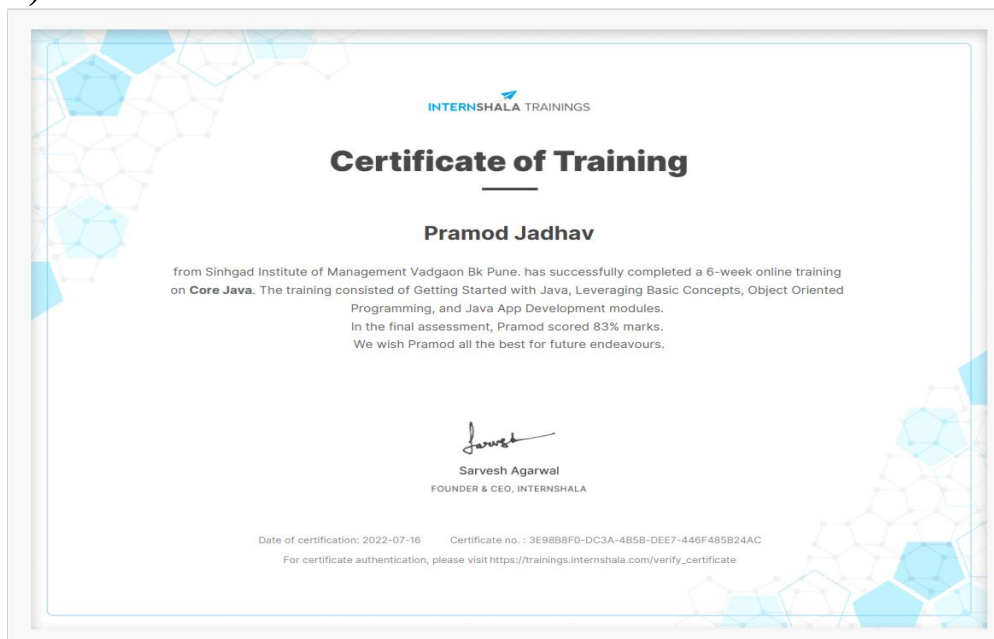 INTERNSHALA TRAININGS
Certificate of Training
Pramod Jadhav
from Sinhgad Institute of Management Vadgaon Bk Pune. has successfully completed a 6-week online training
on Core Java. The training consisted of Getting Started with Java, Leveraging Basic Concepts, Object Oriented
Programming, and Java App Development modules.
In the final assessment, Pramod scored 83% marks.
We wish Pramod all the best for future endeavours.
Sarvesh
Sarvesh Agarwal
FOUNDER & CEO, INTERNSHALA
Date of certification: 2022-07-16 Certificate no. : 3E98B8F0-DC3A-4B5B-DEE7-446F485B24AC
For certificate authentication, please visit https://trainings.internshala.com/verify_certificate